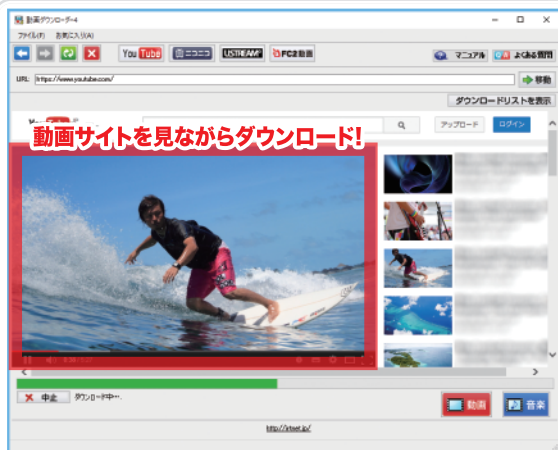 動画ダウンローダー4
ファイル(F) お気に入り(A)
You Tube ニコニコ USTREAM FC2動画 マニュアル Q&A よくある質問
URL: https://www.youtube.com/ 移動
ダウンロードリストを表示
You アップロード ログイン
動画サイトを見ながらダウンロード!
中止 ダウンロード中… 動画 音楽
http://irtnet.jp/